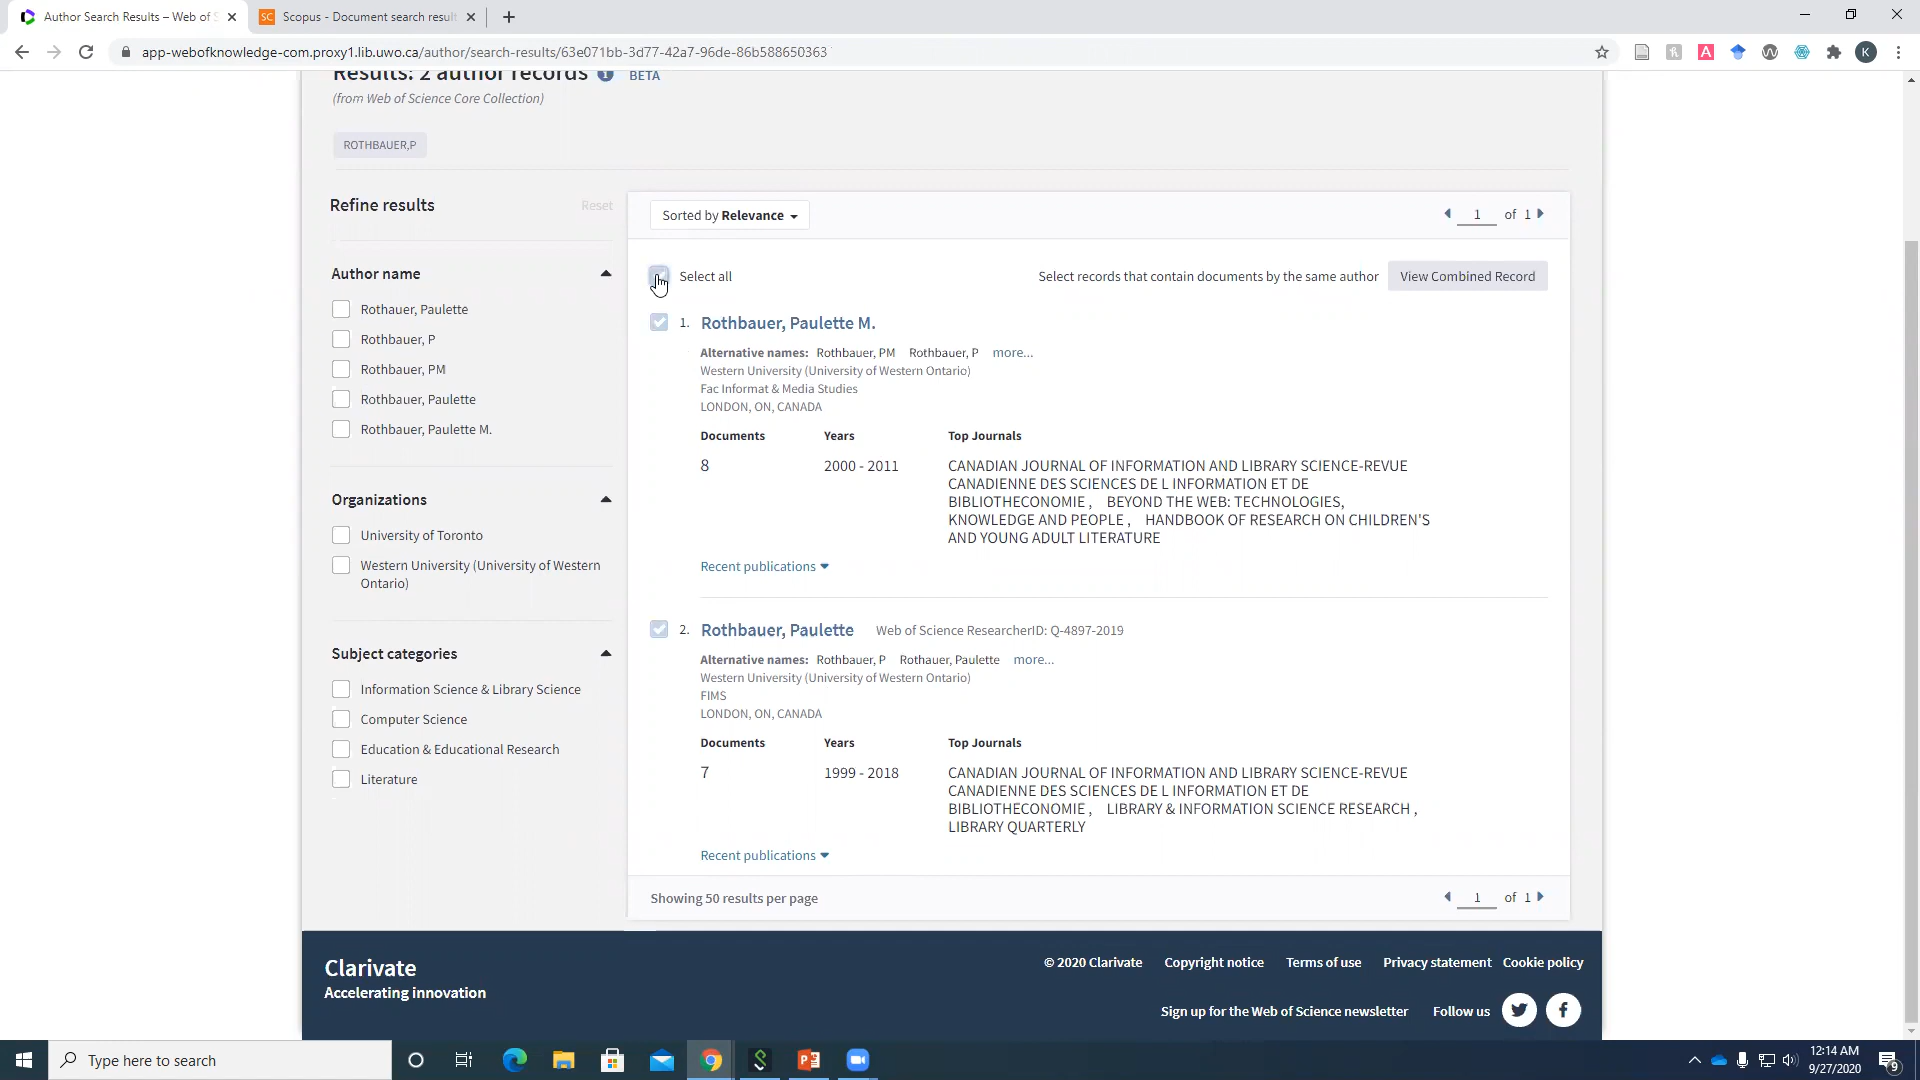 Author Search Results – Web of S
Scopus - Document search result
app-webofknowledge-com.proxy1.lib.uwo.ca/author/search-results/63e071bb-3d77-42a7-96de-86b588650363
K
Results: 2 author records BETA
(from Web of Science Core Collection)
ROTHBAUER,P
Refine results
Reset
Author name
Rothauer, Paulette
Rothbauer, P
Rothbauer, PM
Rothbauer, Paulette
Rothbauer, Paulette M.
Organizations
University of Toronto
Western University (University of Western
Ontario)
Subject categories
Information Science & Library Science
Computer Science
Education & Educational Research
Literature
Sorted by Relevance
1 of 1
Select all
Select records that contain documents by the same author
View Combined Record
1. Rothbauer, Paulette M.
Alternative names: Rothbauer, PM Rothbauer, P more...
Western University (University of Western Ontario)
Fac Informat & Media Studies
LONDON, ON, CANADA
Documents Years Top Journals
8 2000 - 2011 CANADIAN JOURNAL OF INFORMATION AND LIBRARY SCIENCE-REVUE
CANADIENNE DES SCIENCES DE L INFORMATION ET DE
BIBLIOTHECONOMIE , BEYOND THE WEB: TECHNOLOGIES,
KNOWLEDGE AND PEOPLE , HANDBOOK OF RESEARCH ON CHILDREN'S
AND YOUNG ADULT LITERATURE
Recent publications
2. Rothbauer, Paulette Web of Science ResearcherID: Q-4897-2019
Alternative names: Rothbauer, P Rothauer, Paulette more...
Western University (University of Western Ontario)
FIMS
LONDON, ON, CANADA
Documents Years Top Journals
7 1999 - 2018 CANADIAN JOURNAL OF INFORMATION AND LIBRARY SCIENCE-REVUE
CANADIENNE DES SCIENCES DE L INFORMATION ET DE
BIBLIOTHECONOMIE , LIBRARY & INFORMATION SCIENCE RESEARCH ,
LIBRARY QUARTERLY
Recent publications
Showing 50 results per page
1 of 1
Clarivate
Accelerating innovation
© 2020 Clarivate Copyright notice Terms of use Privacy statement Cookie policy
Sign up for the Web of Science newsletter Follow us
Type here to search
12:14 AM
9/27/2020
9